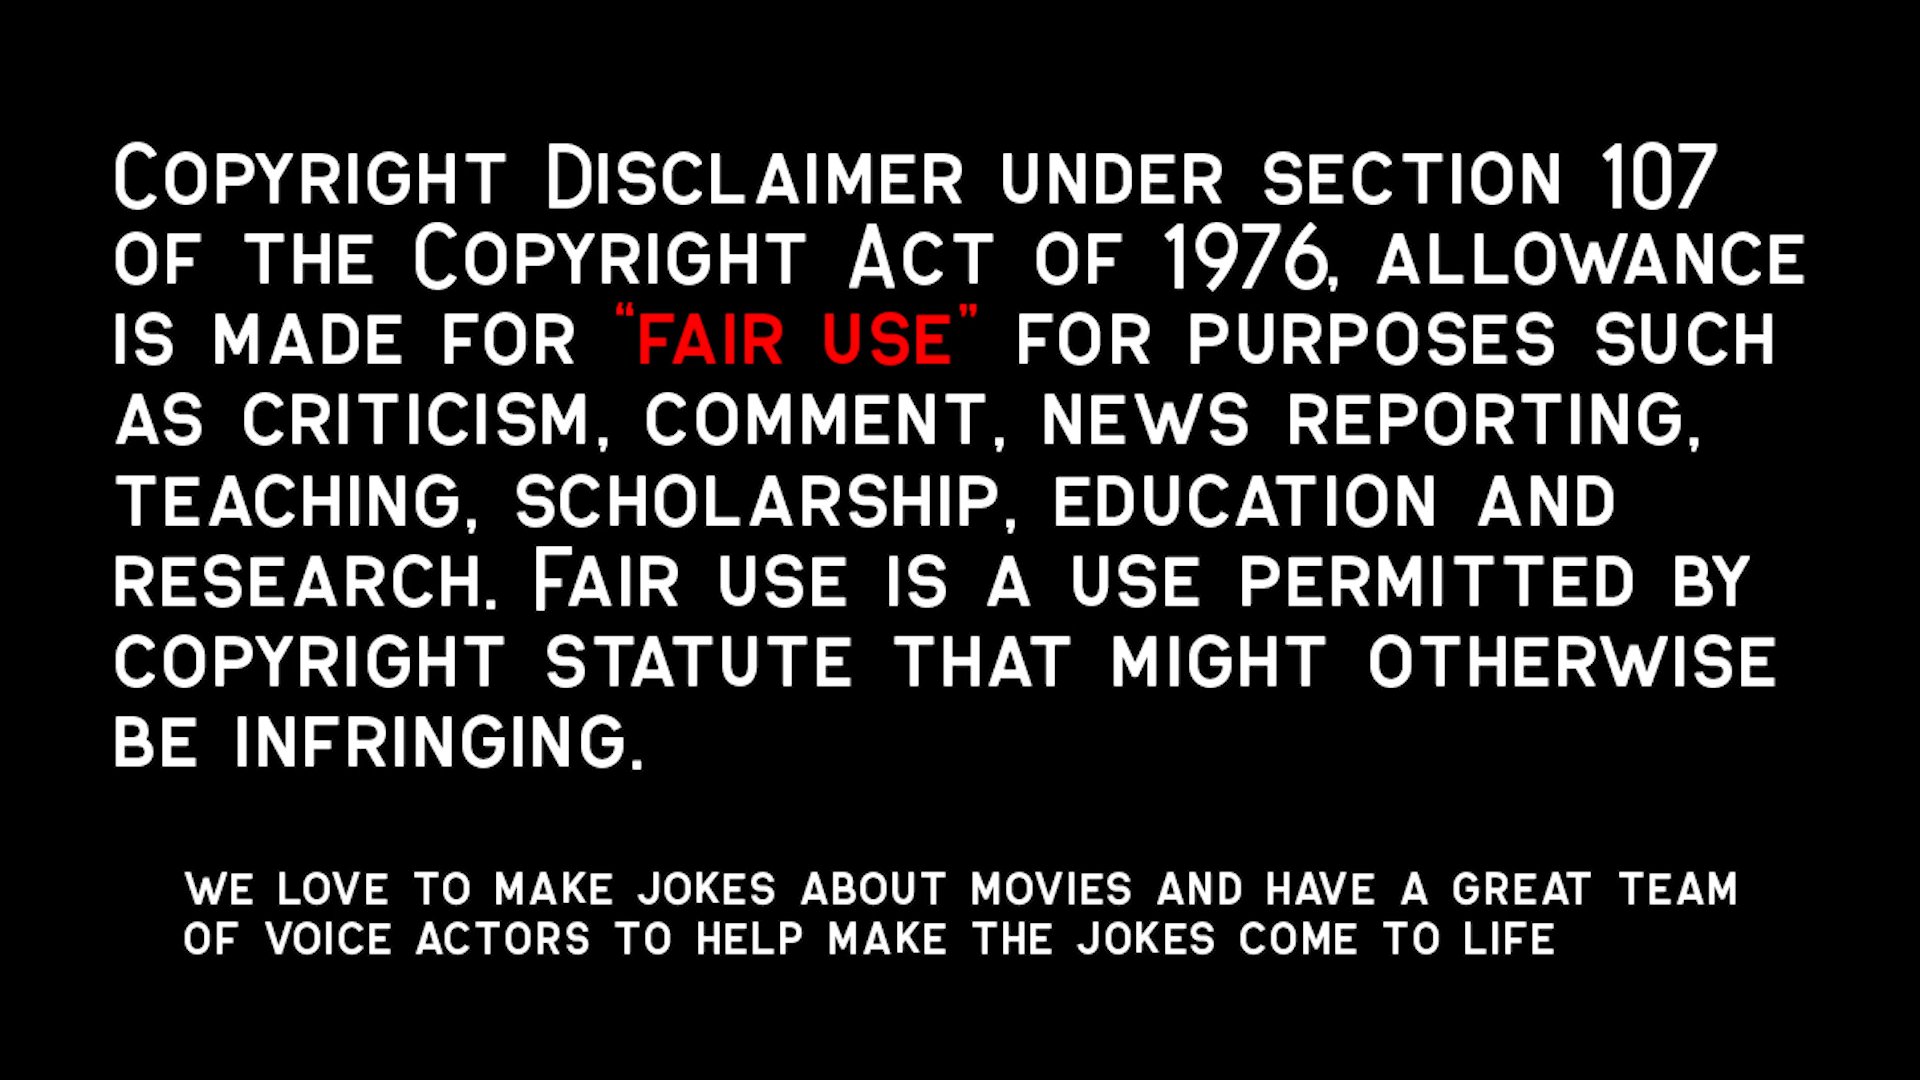 Copyright Disclaimer under section 107
of the Copyright Act of 1976, allowance
is made for “fair use” for purposes such
as criticism, comment, news reporting,
teaching, scholarship, education and
research. Fair use is a use permitted by
copyright statute that might otherwise
be infringing.
we love to make jokes about movies and have a great team
of voice actors to help make the jokes come to life